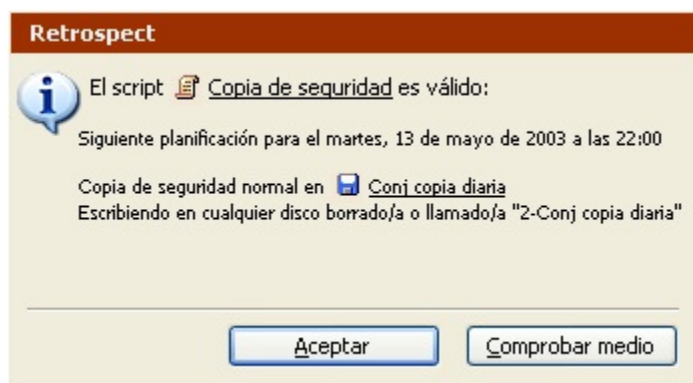 Retrospect
El script Copia de seguridad es válido:
Siguiente planificación para el martes, 13 de mayo de 2003 a las 22:00
Copia de seguridad normal en Conj copia diaria
Escribiendo en cualquier disco borrado/a o llamado/a "2-Conj copia diaria"
Aceptar
Comprobar medio